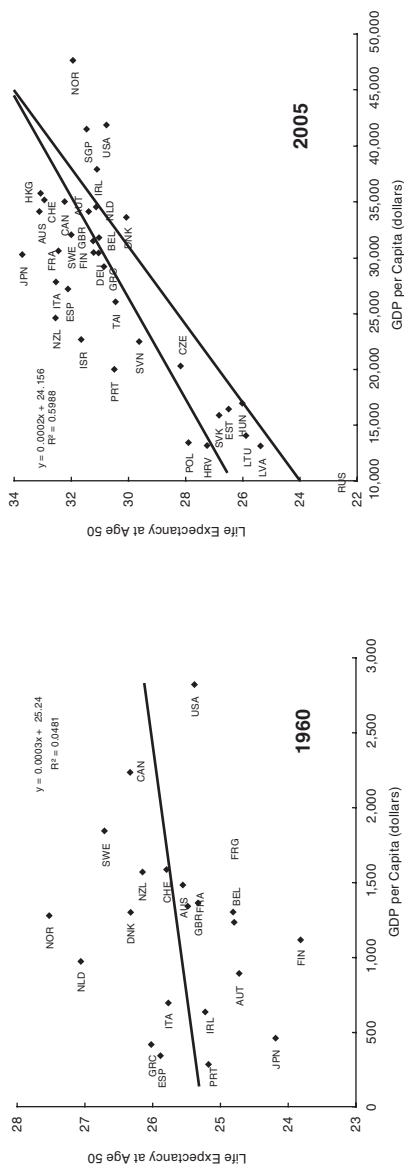 Life Expectancy at Age 50
28
27
26
25
24
23
0
500
1,000
1,500
2,000
2,500
3,000
GDP per Capita (dollars)
y = 0.0003x + 25.24
R² = 0.0481
NOR
NLD
SWE
DNK
NZL
CAN
CHE
GRC
ESP
ITA
AUS
GBR
FRA
USA
PRT
IRL
BEL
FRG
AUT
JPN
FIN
1960
Life Expectancy at Age 50
34
32
30
28
26
24
22
10,000
15,000
20,000
25,000
30,000
35,000
40,000
45,000
50,000
GDP per Capita (dollars)
y = 0.0002x + 24.156
R² = 0.5988
JPN
HKG
AUS
CHE
FRA
CAN
ITA
NZL
ESP
SWE
AUT
NOR
ISR
FIN
GBR
SGP
IRL
USA
DEU
BEL
NLD
GRC
DNK
TAI
PRT
SVN
CZE
POL
HRV
SVK
EST
HUN
LTU
LVA
RUS
2005